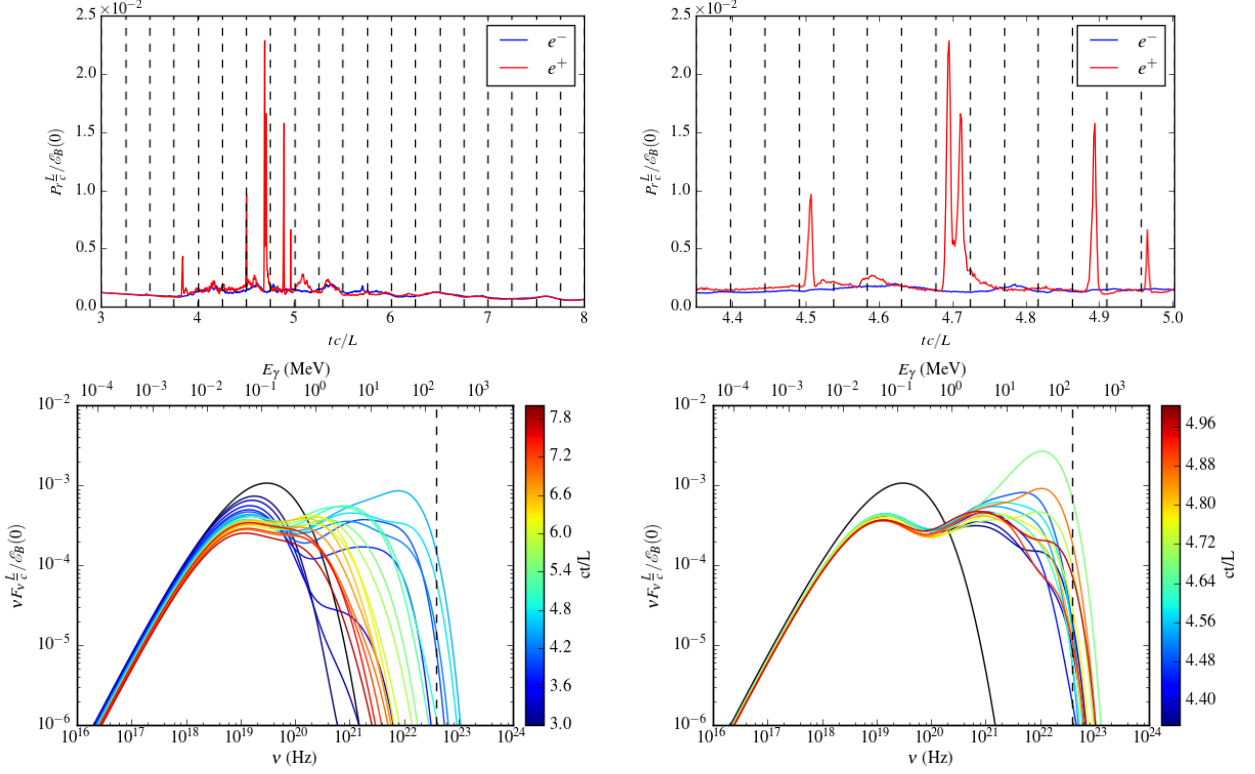 ×10⁻²
2.5
2.0
1.5
1.0
0.5
0.0
P_r L/c / ℰ_B(0)
3 4 5 6 7 8
tc/L
e⁻
e⁺
×10⁻²
2.5
2.0
1.5
1.0
0.5
0.0
P_r L/c / ℰ_B(0)
4.4 4.5 4.6 4.7 4.8 4.9 5.0
tc/L
e⁻
e⁺
E_γ (MeV)
10⁻⁴ 10⁻³ 10⁻² 10⁻¹ 10⁰ 10¹ 10² 10³
10⁻²
10⁻³
10⁻⁴
10⁻⁵
10⁻⁶
νF_ν L/c / ℰ_B(0)
10¹⁶ 10¹⁷ 10¹⁸ 10¹⁹ 10²⁰ 10²¹ 10²² 10²³ 10²⁴
ν (Hz)
7.8
7.2
6.6
6.0
5.4
4.8
4.2
3.6
3.0
ct/L
E_γ (MeV)
10⁻⁴ 10⁻³ 10⁻² 10⁻¹ 10⁰ 10¹ 10² 10³
10⁻²
10⁻³
10⁻⁴
10⁻⁵
10⁻⁶
νF_ν L/c / ℰ_B(0)
10¹⁶ 10¹⁷ 10¹⁸ 10¹⁹ 10²⁰ 10²¹ 10²² 10²³ 10²⁴
ν (Hz)
4.96
4.88
4.80
4.72
4.64
4.56
4.48
4.40
ct/L